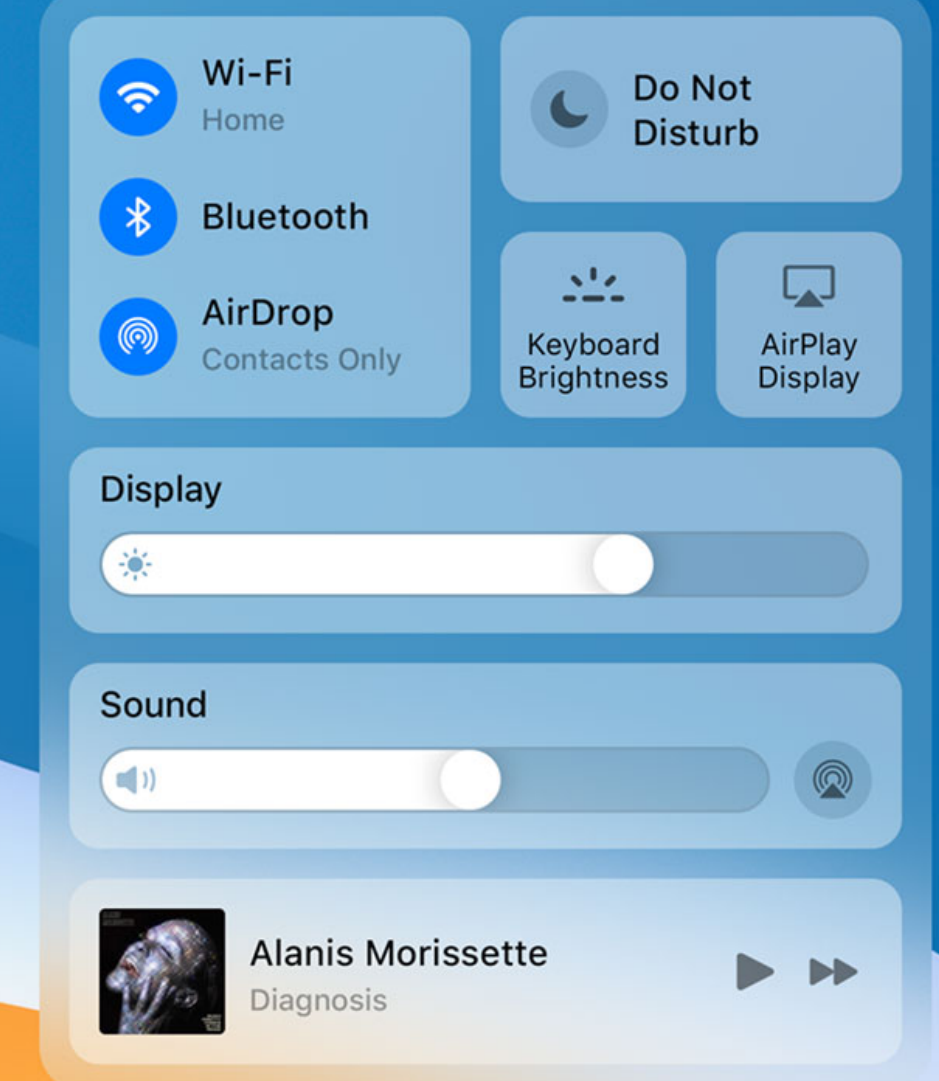 Wi-Fi
Home
Bluetooth
AirDrop
Contacts Only
Do Not
Disturb
Keyboard
Brightness
AirPlay
Display
Display
Sound
Alanis Morissette
Diagnosis